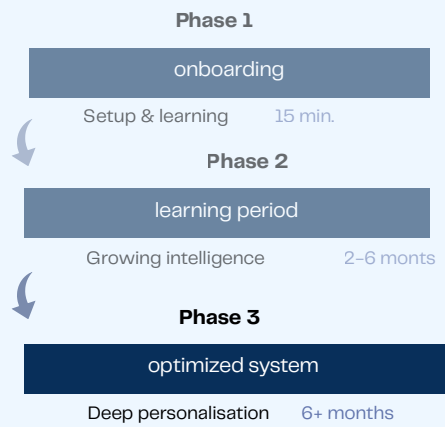 Phase 1
onboarding
Setup & learning 15 min.
Phase 2
learning period
Growing intelligence 2-6 monts
Phase 3
optimized system
Deep personalisation 6+ months